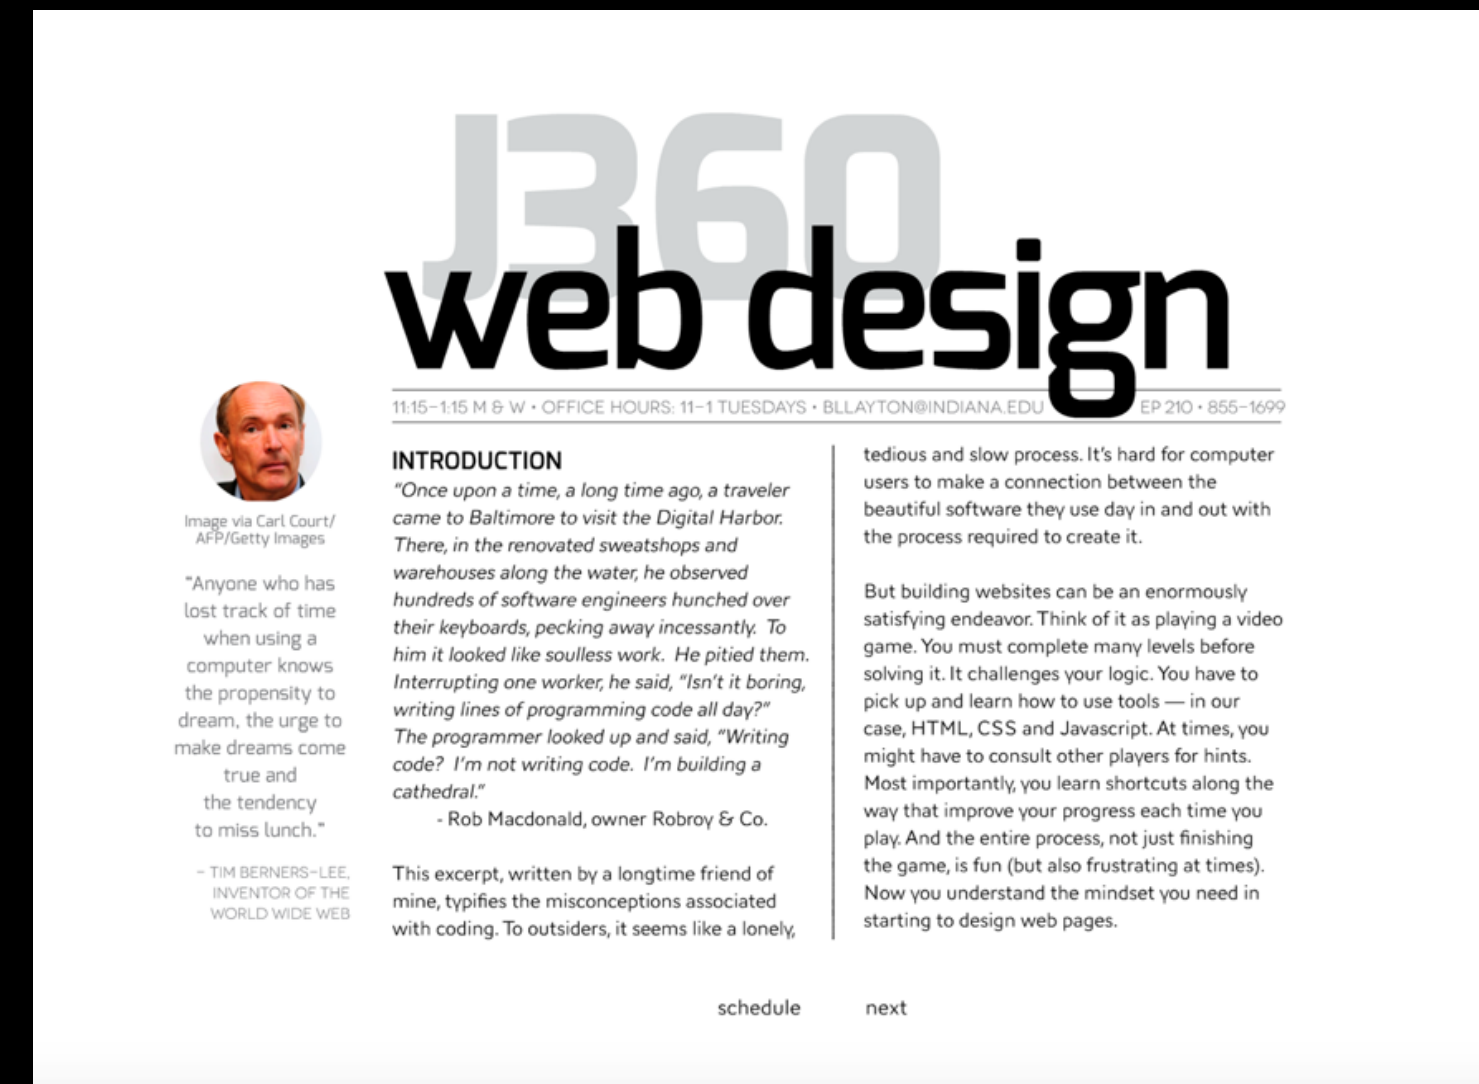 J360
web design
11:15–1:15 M & W • OFFICE HOURS: 11–1 TUESDAYS • BLLAYTON@INDIANA.EDU EP 210 • 855–1699
Image via Carl Court/
AFP/Getty Images
"Anyone who has
lost track of time
when using a
computer knows
the propensity to
dream, the urge to
make dreams come
true and
the tendency
to miss lunch."
– TIM BERNERS–LEE,
INVENTOR OF THE
WORLD WIDE WEB
INTRODUCTION
“Once upon a time, a long time ago, a traveler
came to Baltimore to visit the Digital Harbor.
There, in the renovated sweatshops and
warehouses along the water, he observed
hundreds of software engineers hunched over
their keyboards, pecking away incessantly.  To
him it looked like soulless work.  He pitied them.
Interrupting one worker, he said, “Isn’t it boring,
writing lines of programming code all day?”
The programmer looked up and said, “Writing
code?  I’m not writing code.  I’m building a
cathedral.”
- Rob Macdonald, owner Robroy & Co.
This excerpt, written by a longtime friend of
mine, typifies the misconceptions associated
with coding. To outsiders, it seems like a lonely,
tedious and slow process. It’s hard for computer
users to make a connection between the
beautiful software they use day in and out with
the process required to create it.
But building websites can be an enormously
satisfying endeavor. Think of it as playing a video
game. You must complete many levels before
solving it. It challenges your logic. You have to
pick up and learn how to use tools — in our
case, HTML, CSS and Javascript. At times, you
might have to consult other players for hints.
Most importantly, you learn shortcuts along the
way that improve your progress each time you
play. And the entire process, not just finishing
the game, is fun (but also frustrating at times).
Now you understand the mindset you need in
starting to design web pages.
schedule next